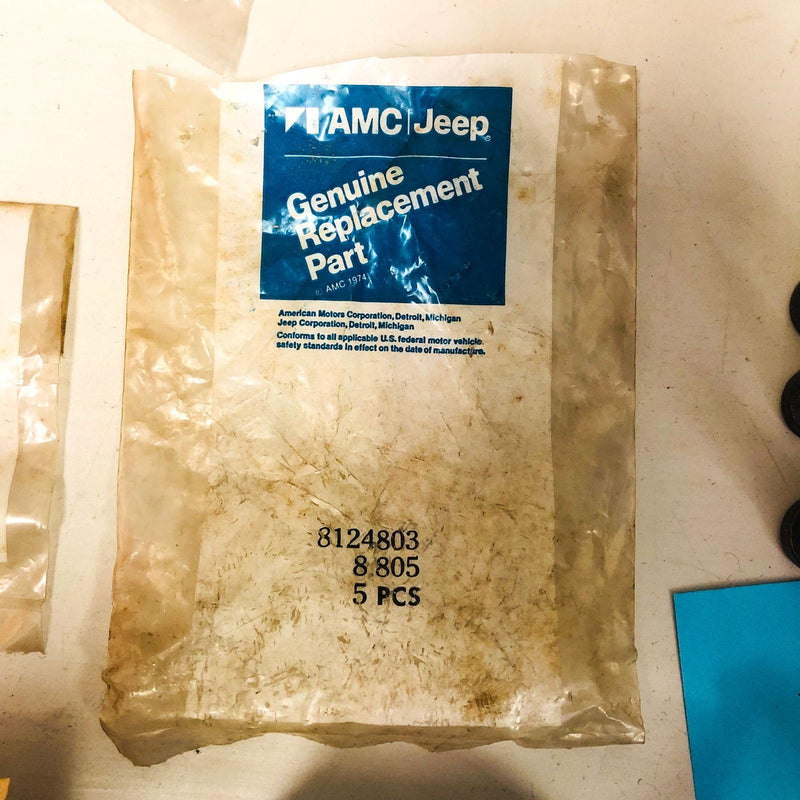 AMC|Jeep®
Genuine
Replacement
Part
© AMC 1974
American Motors Corporation, Detroit, Michigan
Jeep Corporation, Detroit, Michigan
Conforms to all applicable U.S. federal motor vehicle
safety standards in effect on the date of manufacture.
8124803
8 805
5 PCS